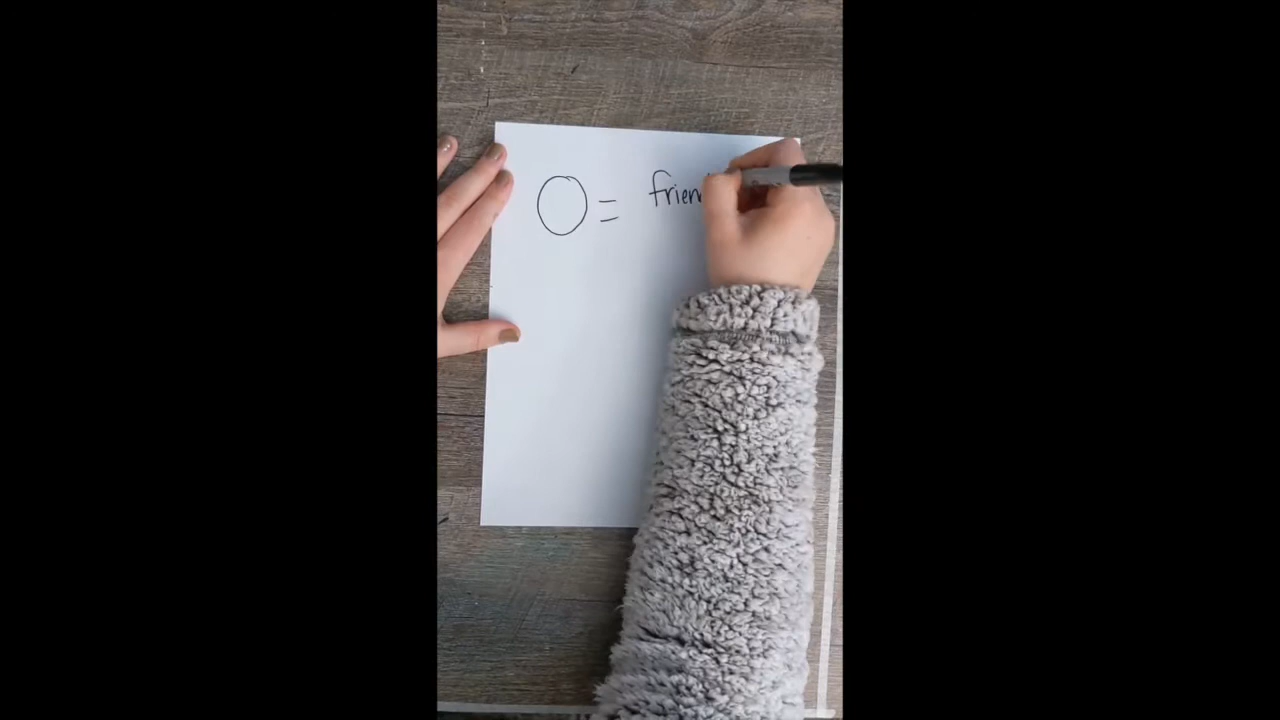 O = frien